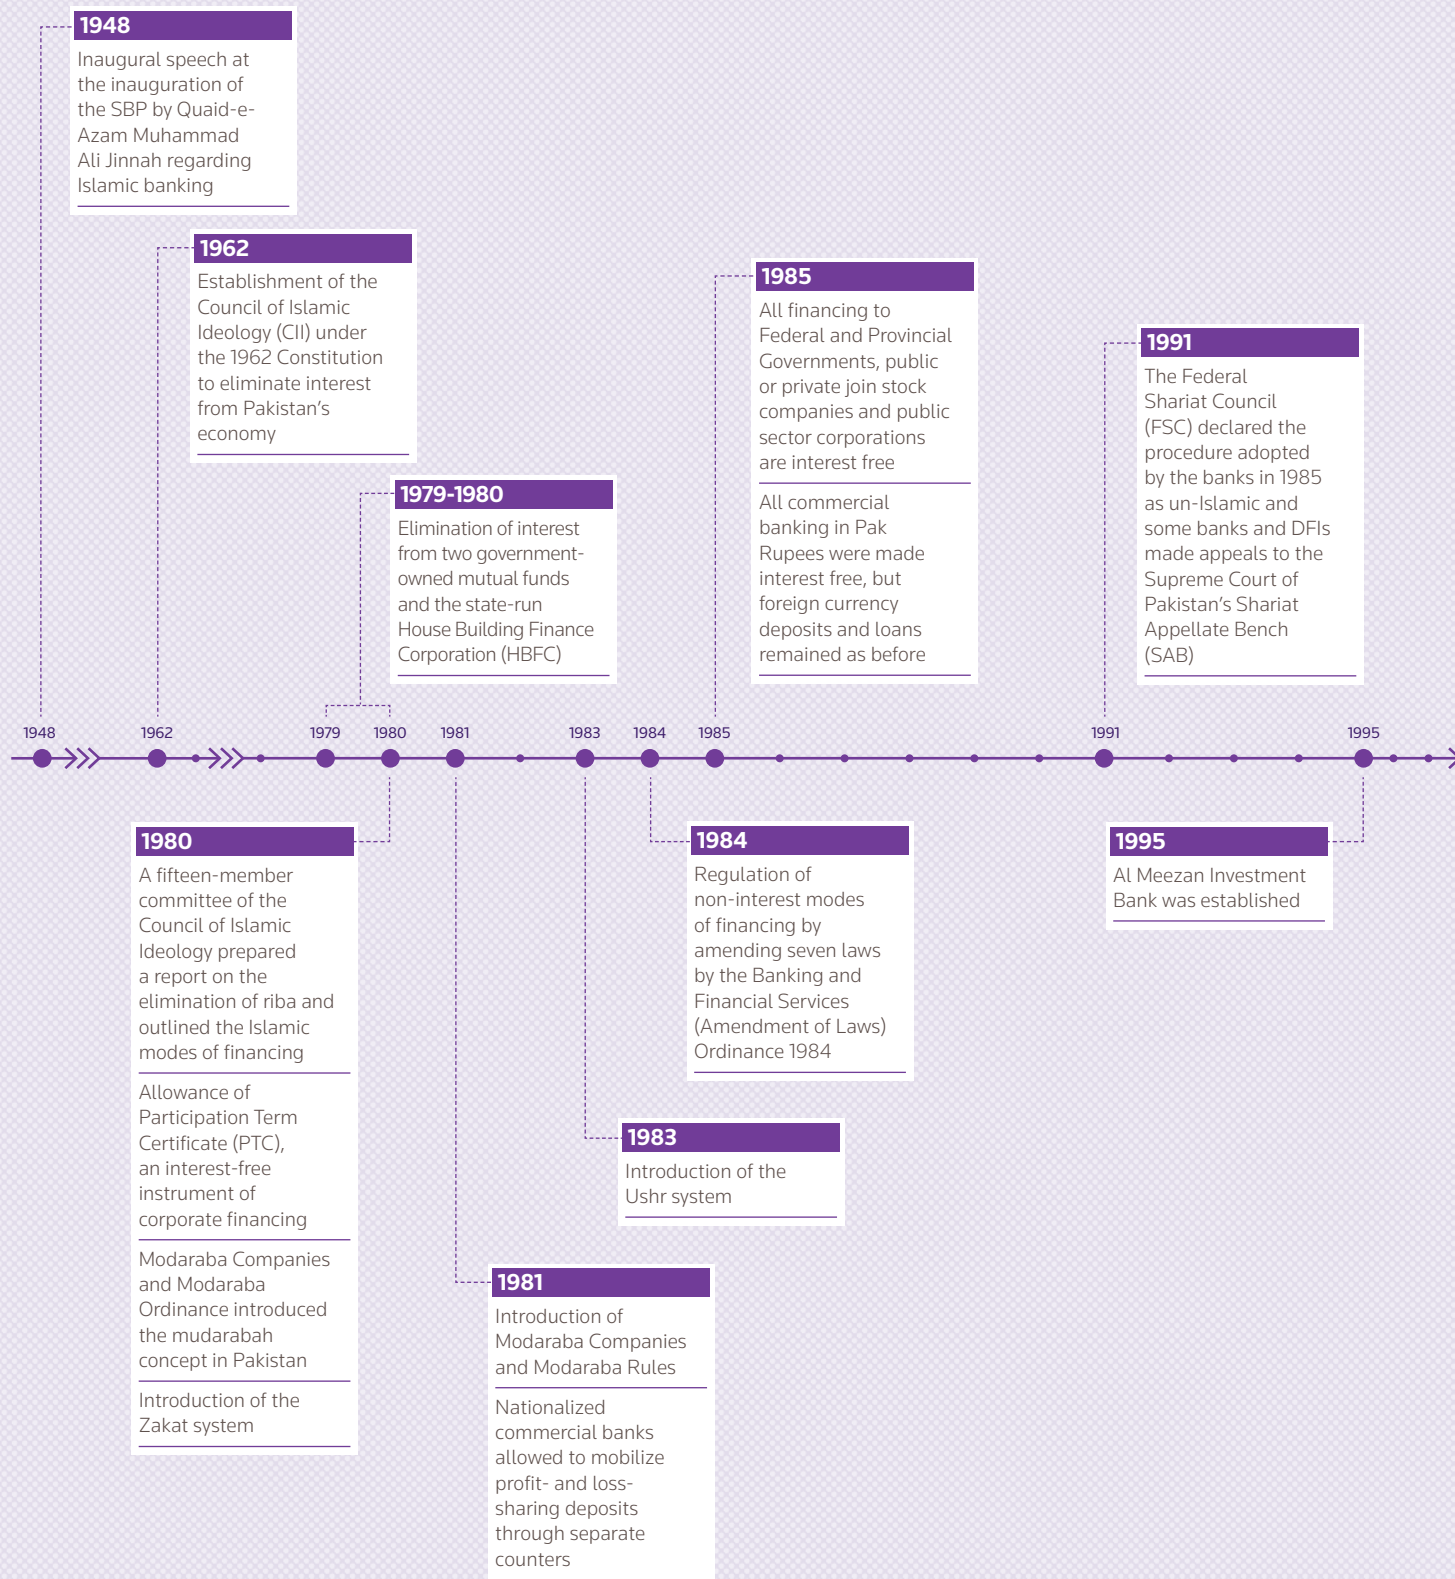 1948
Inaugural speech at
the inauguration of
the SBP by Quaid-e-
Azam Muhammad
Ali Jinnah regarding
Islamic banking
1962
Establishment of the
Council of Islamic
Ideology (CII) under
the 1962 Constitution
to eliminate interest
from Pakistan's
economy
1979-1980
Elimination of interest
from two government-
owned mutual funds
and the state-run
House Building Finance
Corporation (HBFC)
1985
All financing to
Federal and Provincial
Governments, public
or private join stock
companies and public
sector corporations
are interest free
All commercial
banking in Pak
Rupees were made
interest free, but
foreign currency
deposits and loans
remained as before
1991
The Federal
Shariat Council
(FSC) declared the
procedure adopted
by the banks in 1985
as un-Islamic and
some banks and DFIs
made appeals to the
Supreme Court of
Pakistan's Shariat
Appellate Bench
(SAB)
1948 1962 1979 1980 1981 1983 1984 1985 1991 1995
1980
A fifteen-member
committee of the
Council of Islamic
Ideology prepared
a report on the
elimination of riba and
outlined the Islamic
modes of financing
Allowance of
Participation Term
Certificate (PTC),
an interest-free
instrument of
corporate financing
Modaraba Companies
and Modaraba
Ordinance introduced
the mudarabah
concept in Pakistan
Introduction of the
Zakat system
1981
Introduction of
Modaraba Companies
and Modaraba Rules
Nationalized
commercial banks
allowed to mobilize
profit- and loss-
sharing deposits
through separate
counters
1983
Introduction of the
Ushr system
1984
Regulation of
non-interest modes
of financing by
amending seven laws
by the Banking and
Financial Services
(Amendment of Laws)
Ordinance 1984
1995
Al Meezan Investment
Bank was established